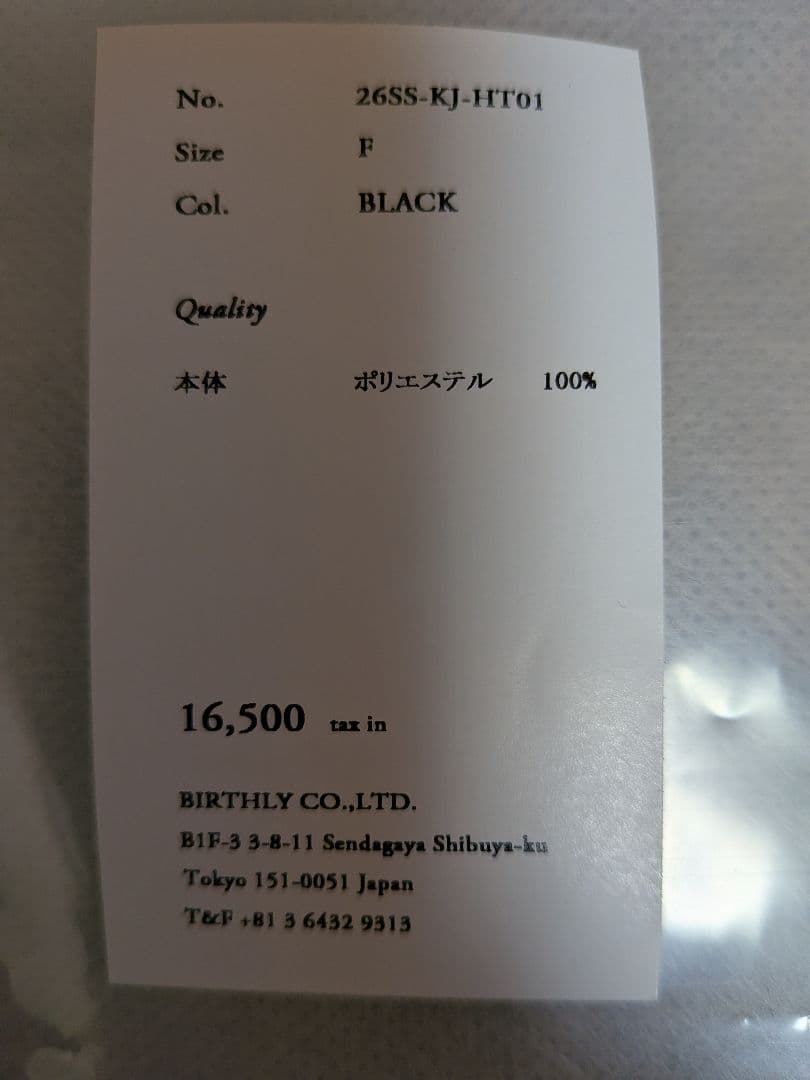 No. 26SS-KJ-HT01
Size F
Col. BLACK
Quality
本体 ポリエステル 100%
16,500 tax in
BIRTHLY CO.,LTD.
B1F-3 3-8-11 Sendagaya Shibuya-ku
Tokyo 151-0051 Japan
T&F +81 3 6432 9313